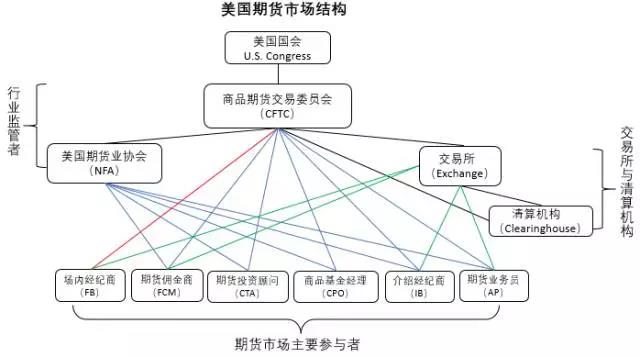 美国期货市场结构
美国国会
U.S. Congress
商品期货交易委员会
（CFTC）
行业监管者
美国期货业协会
（NFA）
交易所
（Exchange）
清算机构
（Clearinghouse）
交易所与清算机构
场内经纪商
（FB）
期货佣金商
（FCM）
期货投资顾问
（CTA）
商品基金经理
（CPO）
介绍经纪商
（IB）
期货业务员
（AP）
期货市场主要参与者